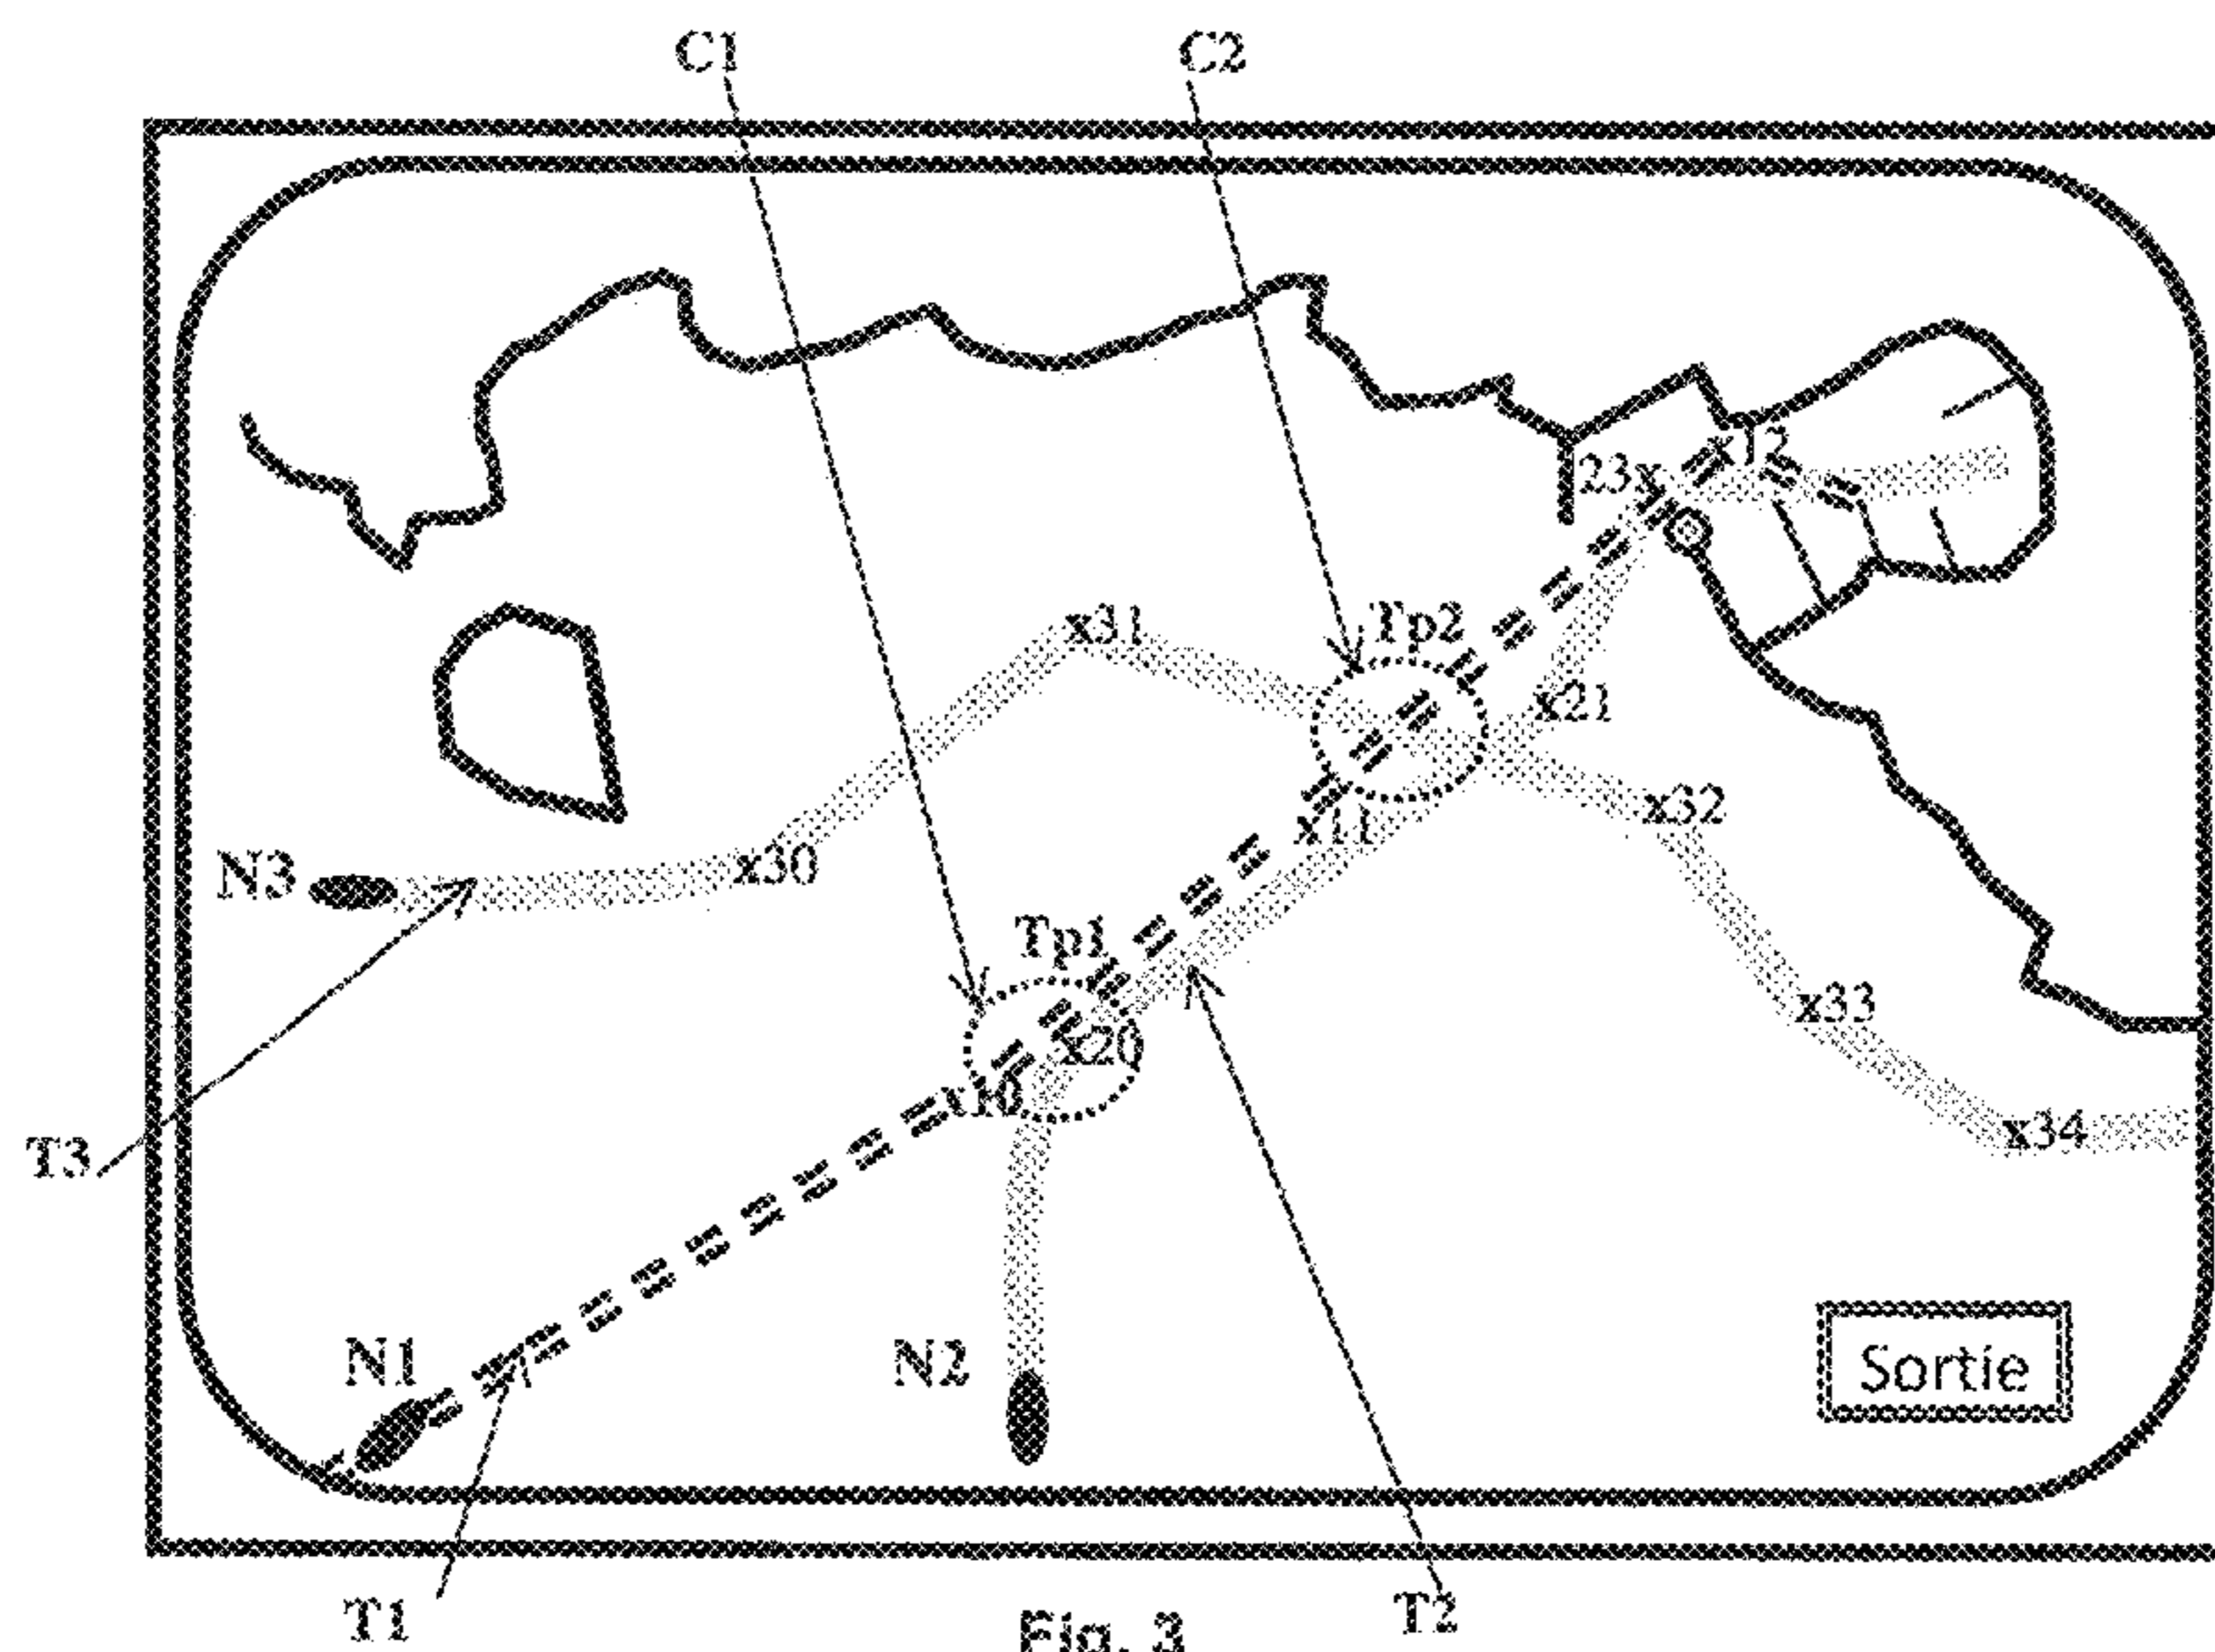 C1
C2
x12
23x
x31
Tp2
x21
x32
x11
N3
x30
Tp1
x33
x20
x10
x34
T3
N1
N2
Sortie
T1
T2
Fig. 3